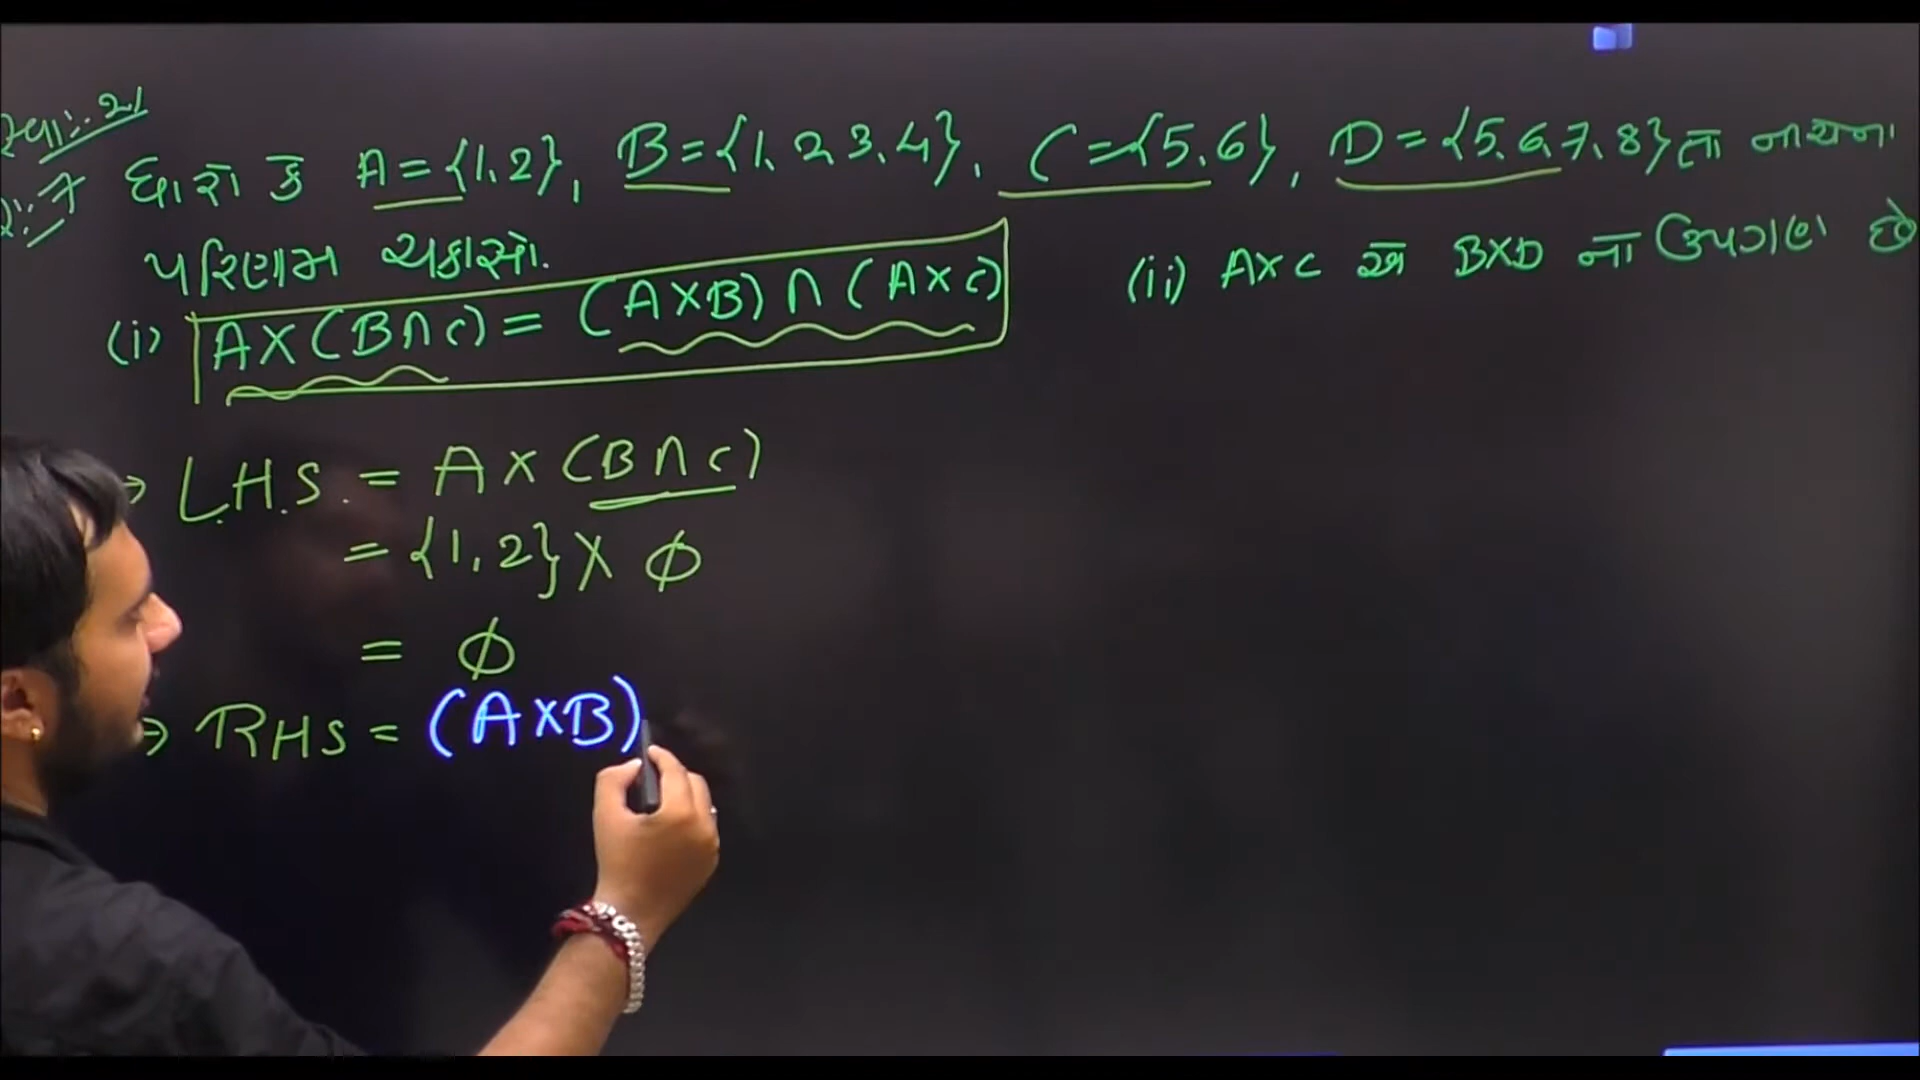 સ્વા:-21
ધારો કે A = {1, 2}, B = {1, 2, 3, 4}, C = {5, 6}, D = {5, 6, 7, 8} તો નીચેના
પરિણામ ચકાસો.
(i) A×(B∩C) = (A×B)∩(A×C)
(ii) A×C એ B×D નો ઉપગણ છે
→ L.H.S. = A×(B∩C)
= {1, 2} × ϕ
= ϕ
→ RHS = (A×B)